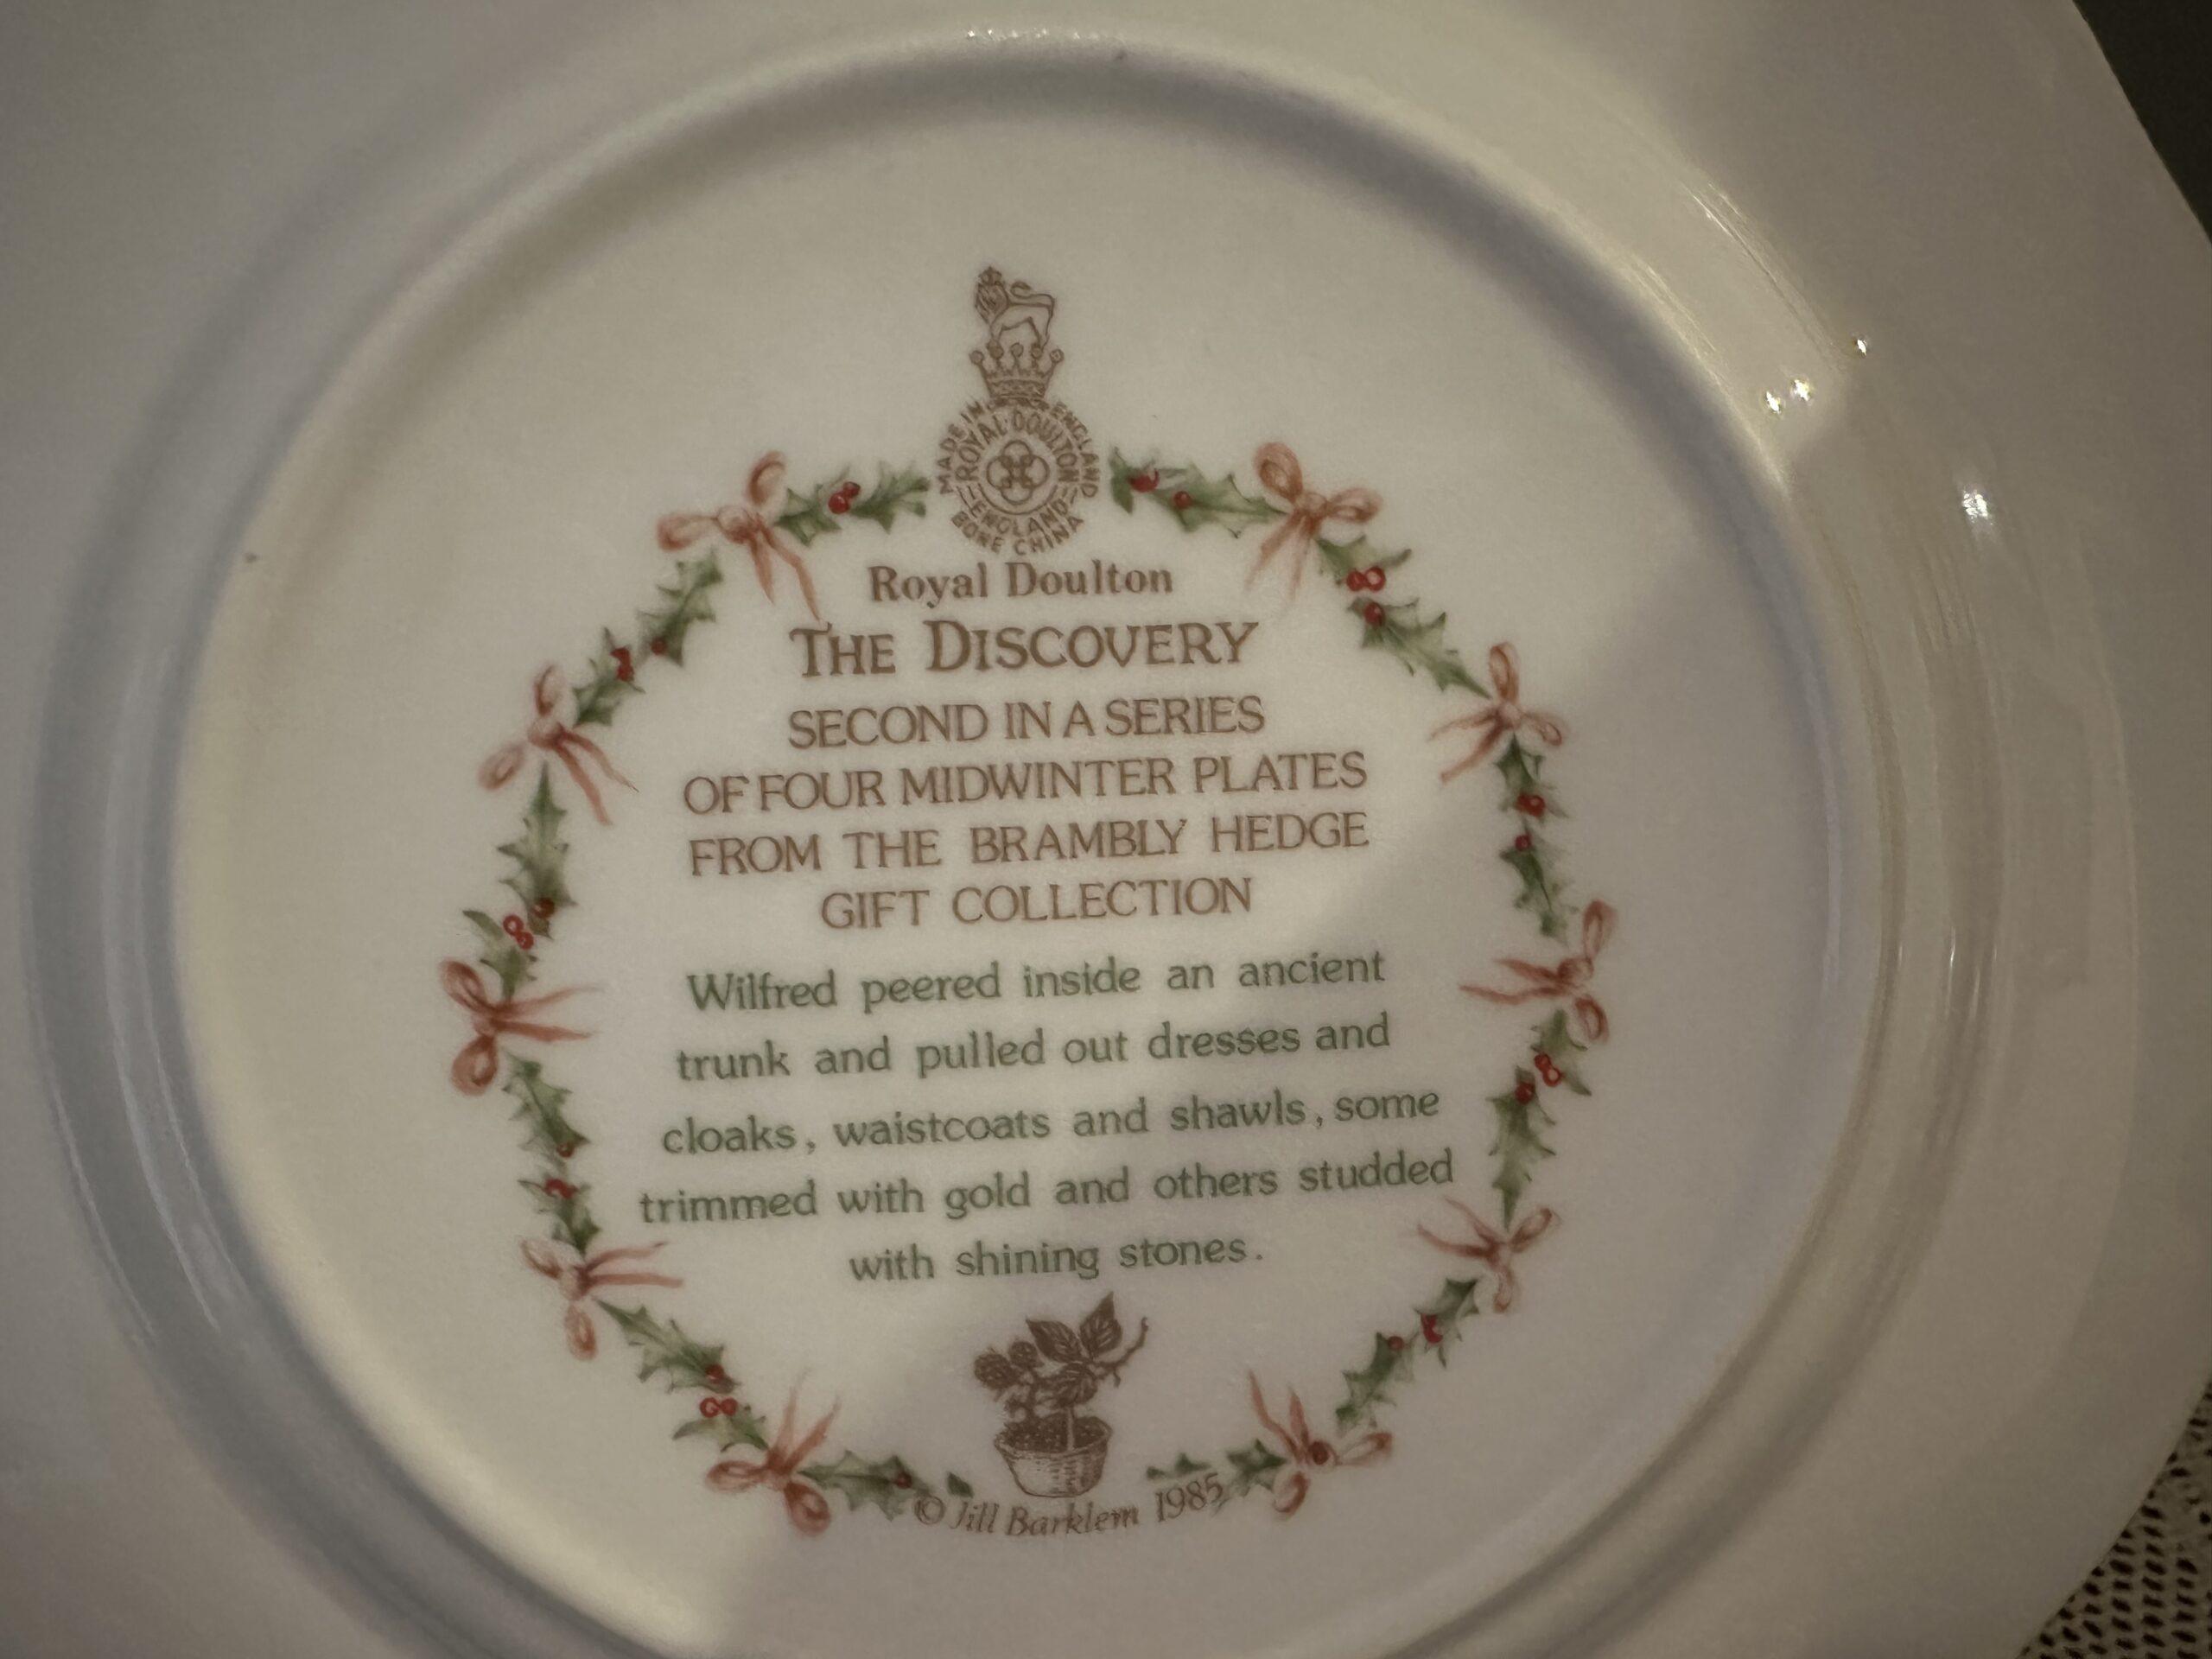 MADE IN ENGLAND
ROYAL DOULTON
ENGLAND
BONE CHINA
Royal Doulton
THE DISCOVERY
SECOND IN A SERIES
OF FOUR MIDWINTER PLATES
FROM THE BRAMBLY HEDGE
GIFT COLLECTION
Wilfred peered inside an ancient
trunk and pulled out dresses and
cloaks, waistcoats and shawls, some
trimmed with gold and others studded
with shining stones.
© Jill Barklem 1985